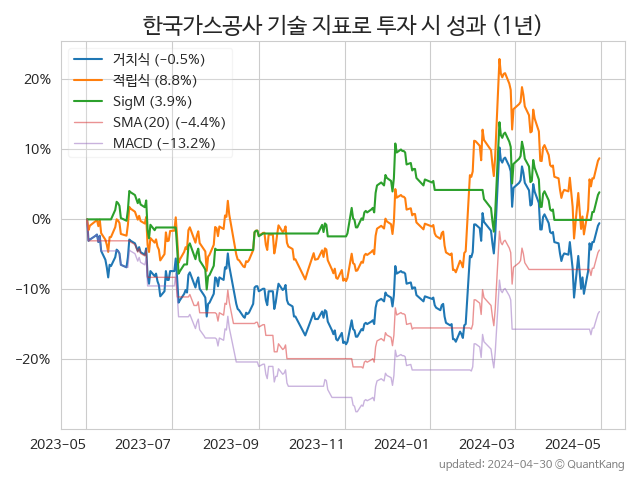 한국가스공사 기술 지표로 투자 시 성과 (1년)
거치식 (−0.5%)
적립식 (8.8%)
SigM (3.9%)
SMA(20) (−4.4%)
MACD (−13.2%)
20%
10%
0%
−10%
−20%
2023-05 2023-07 2023-09 2023-11 2024-01 2024-03 2024-05
updated: 2024-04-30 © QuantKang